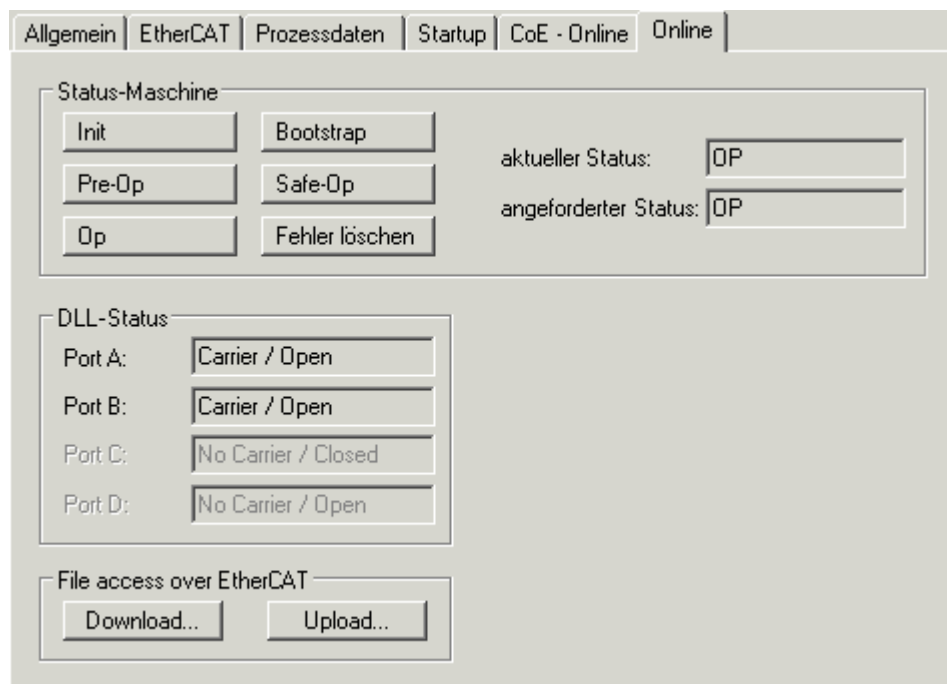 Allgemein EtherCAT Prozessdaten Startup CoE - Online Online
Status-Maschine
Init Bootstrap
aktueller Status: OP
Pre-Op Safe-Op
angeforderter Status: OP
Op Fehler löschen
DLL-Status
Port A: Carrier / Open
Port B: Carrier / Open
Port C: No Carrier / Closed
Port D: No Carrier / Open
File access over EtherCAT
Download... Upload...